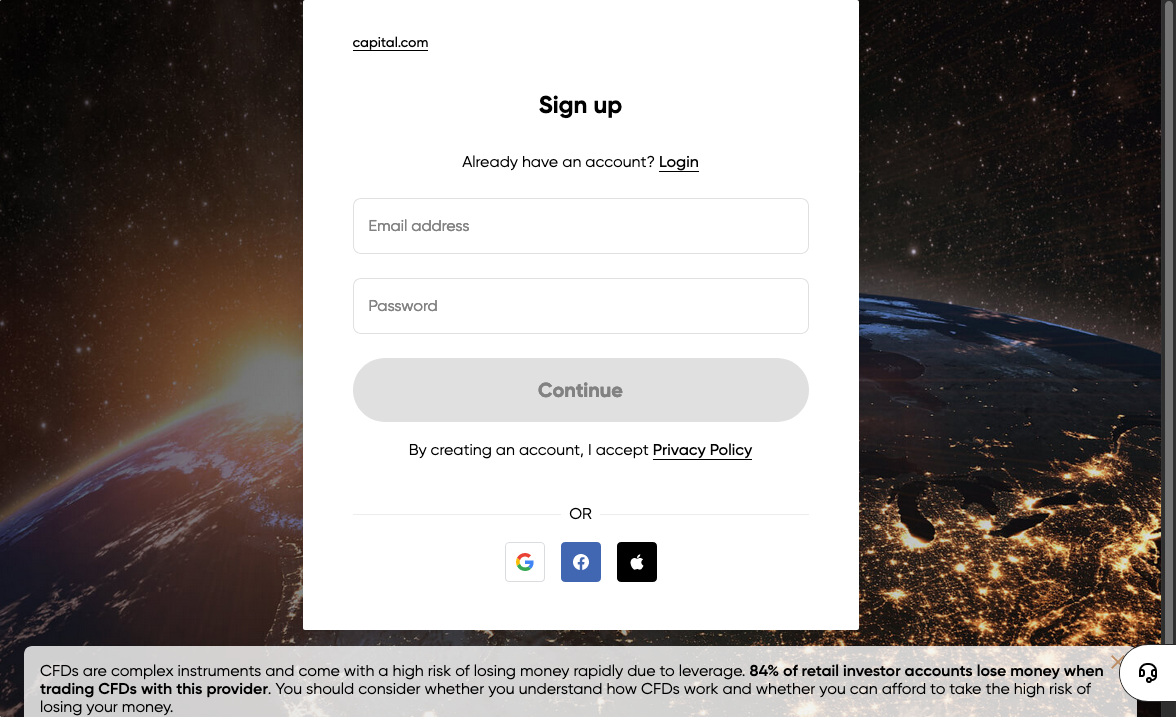 capital.com
Sign up
Already have an account? Login
Email address
Password
Continue
By creating an account, I accept Privacy Policy
OR
CFDs are complex instruments and come with a high risk of losing money rapidly due to leverage. 84% of retail investor accounts lose money when
trading CFDs with this provider. You should consider whether you understand how CFDs work and whether you can afford to take the high risk of
losing your money.